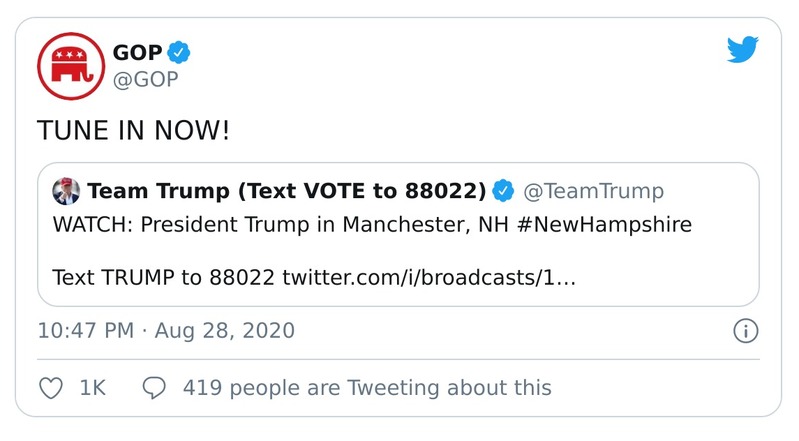 GOP
@GOP
TUNE IN NOW!
Team Trump (Text VOTE to 88022) @TeamTrump
WATCH: President Trump in Manchester, NH #NewHampshire
Text TRUMP to 88022 twitter.com/i/broadcasts/1…
10:47 PM · Aug 28, 2020
1K 419 people are Tweeting about this